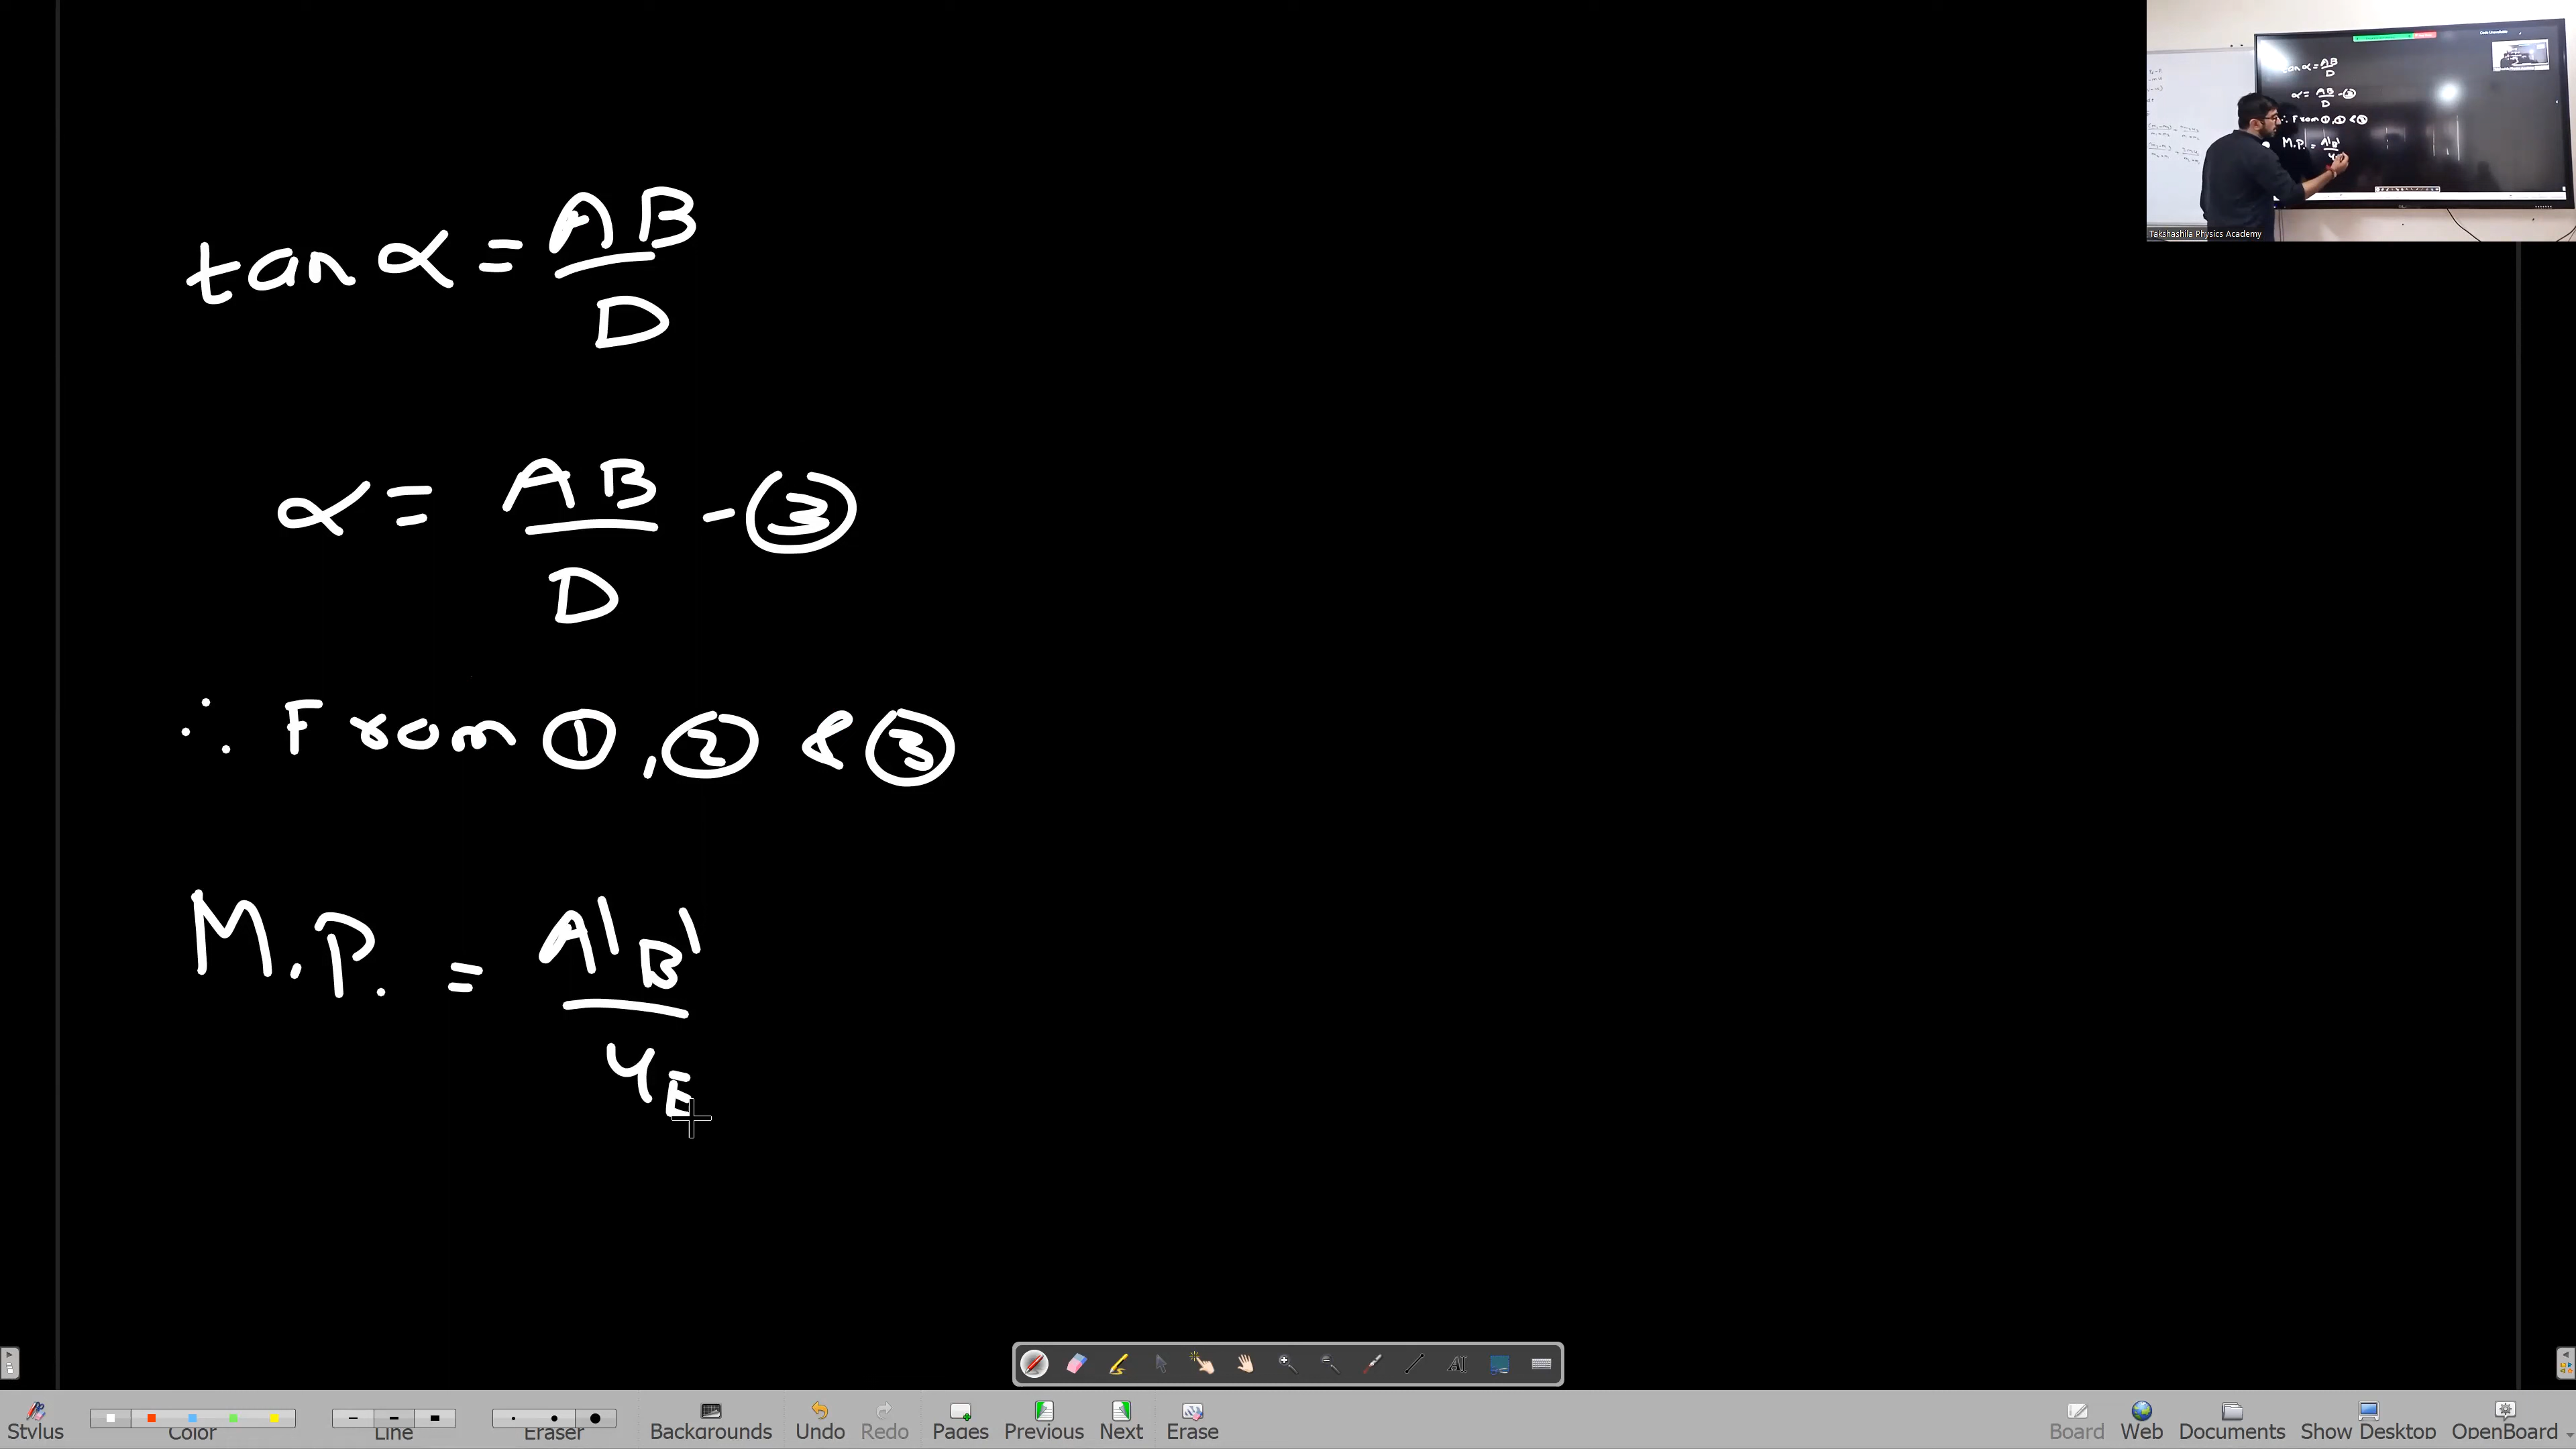 tan α = AB
D
α = AB - ③
D
∴ From ①, ② & ③
M.P. = A'B'
u_E
Takshashila Physics Academy
Stylus Color Line Eraser Backgrounds Undo Redo Pages Previous Next Erase Board Web Documents Show Desktop OpenBoard